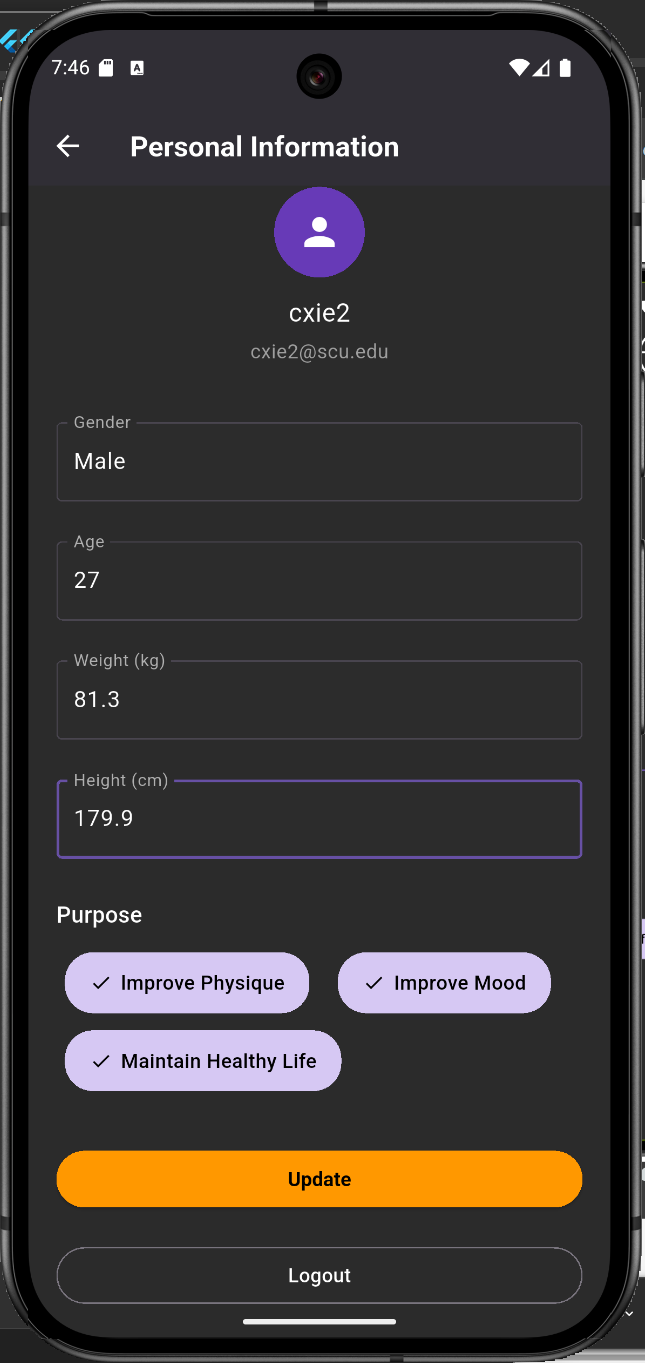 7:46
Personal Information
cxie2
cxie2@scu.edu
Gender
Male
Age
27
Weight (kg)
81.3
Height (cm)
179.9
Purpose
Improve Physique Improve Mood
Maintain Healthy Life
Update
Logout